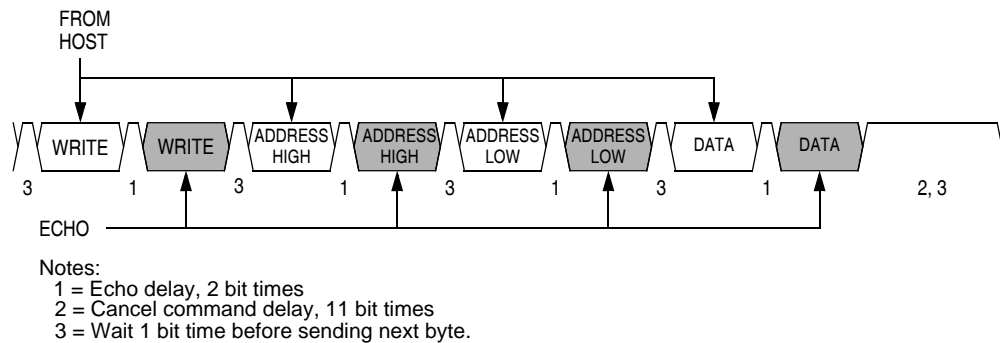 FROM
HOST
WRITE WRITE ADDRESS HIGH ADDRESS HIGH ADDRESS LOW ADDRESS LOW DATA DATA
3 1 3 1 3 1 3 1 2, 3
ECHO
Notes:
1 = Echo delay, 2 bit times
2 = Cancel command delay, 11 bit times
3 = Wait 1 bit time before sending next byte.